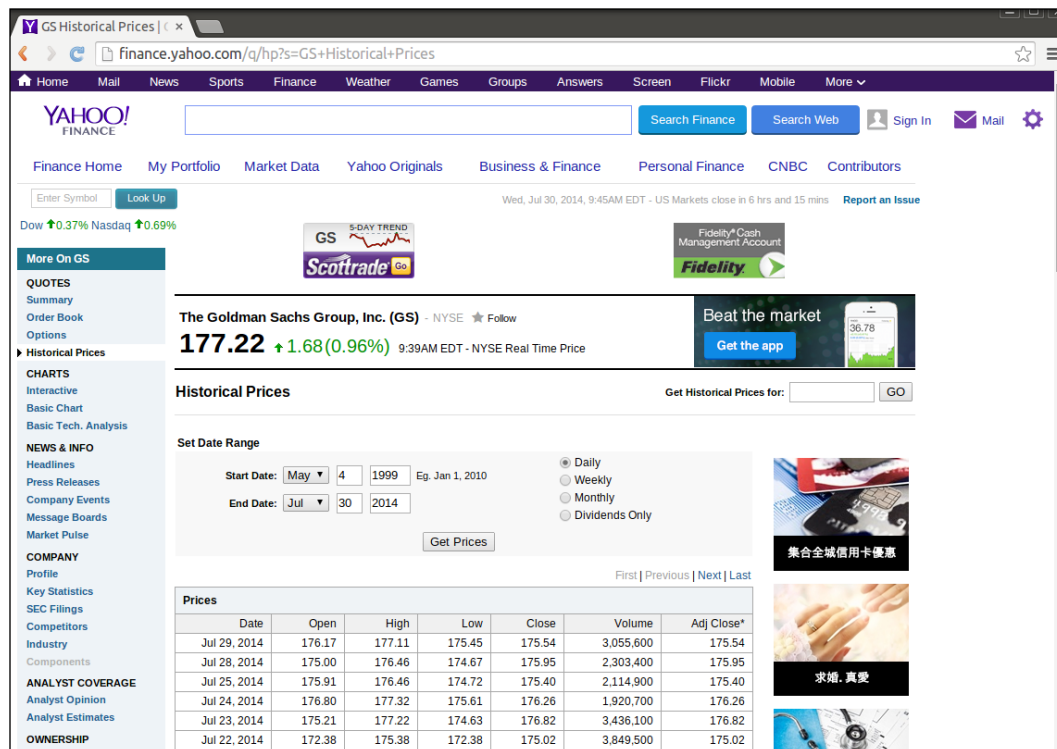 GS Historical Prices |
finance.yahoo.com/q/hp?s=GS+Historical+Prices
Home Mail News Sports Finance Weather Games Groups Answers Screen Flickr Mobile More
YAHOO!
FINANCE
Search Finance Search Web Sign In Mail
Finance Home My Portfolio Market Data Yahoo Originals Business & Finance Personal Finance CNBC Contributors
Enter Symbol Look Up
Wed, Jul 30, 2014, 9:45AM EDT - US Markets close in 6 hrs and 15 mins Report an Issue
Dow 0.37% Nasdaq 0.69%
GS 5-DAY TREND
Scottrade Go
Fidelity® Cash
Management Account
Fidelity
More On GS
QUOTES
Summary
Order Book
Options
Historical Prices
CHARTS
Interactive
Basic Chart
Basic Tech. Analysis
NEWS & INFO
Headlines
Press Releases
Company Events
Message Boards
Market Pulse
COMPANY
Profile
Key Statistics
SEC Filings
Competitors
Industry
Components
ANALYST COVERAGE
Analyst Opinion
Analyst Estimates
OWNERSHIP
The Goldman Sachs Group, Inc. (GS) - NYSE Follow
177.22 1.68(0.96%) 9:39AM EDT - NYSE Real Time Price
Beat the market
Get the app
36.78
Historical Prices
Get Historical Prices for: GO
Set Date Range
Start Date: May 4 1999 Eg. Jan 1, 2010
End Date: Jul 30 2014
Daily
Weekly
Monthly
Dividends Only
Get Prices
First | Previous | Next | Last
Prices
Date Open High Low Close Volume Adj Close*
Jul 29, 2014 176.17 177.11 175.45 175.54 3,055,600 175.54
Jul 28, 2014 175.00 176.46 174.67 175.95 2,303,400 175.95
Jul 25, 2014 175.91 176.46 174.72 175.40 2,114,900 175.40
Jul 24, 2014 176.80 177.32 175.61 176.26 1,920,700 176.26
Jul 23, 2014 175.21 177.22 174.63 176.82 3,436,100 176.82
Jul 22, 2014 172.38 175.38 172.38 175.02 3,849,500 175.02
集合全城信用卡優惠
求婚.真愛